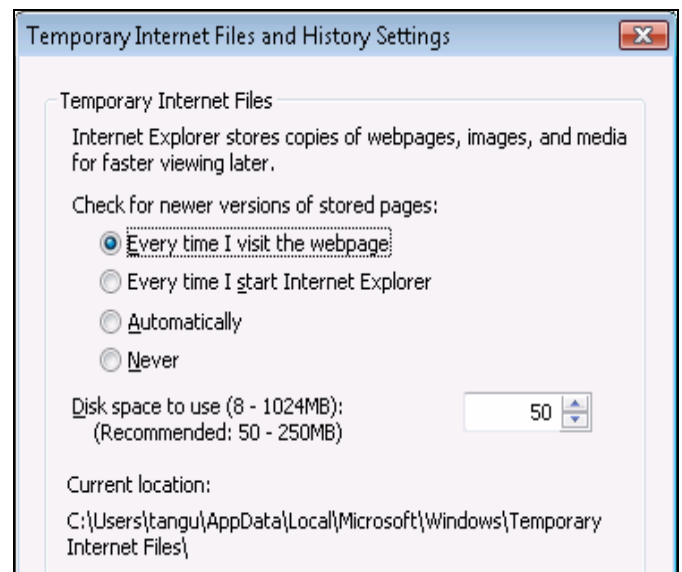 Temporary Internet Files and History Settings
Temporary Internet Files
Internet Explorer stores copies of webpages, images, and media
for faster viewing later.
Check for newer versions of stored pages:
Every time I visit the webpage
Every time I start Internet Explorer
Automatically
Never
Disk space to use (8 - 1024MB):
50
(Recommended: 50 - 250MB)
Current location:
C:\Users\tangu\AppData\Local\Microsoft\Windows\Temporary
Internet Files\